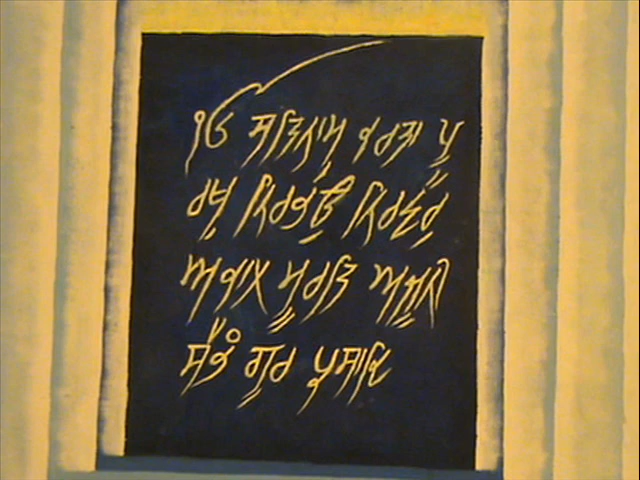 ੴ ਸਤਿਨਾਮੁ ਕਰਤਾ ਪੁ
ਰਖੁ ਨਿਰਭਉ ਨਿਰਵੈਰੁ
ਅਕਾਲ ਮੂਰਤਿ ਅਜੂਨੀ
ਸੈਭੰ ਗੁਰ ਪ੍ਰਸਾਦਿ